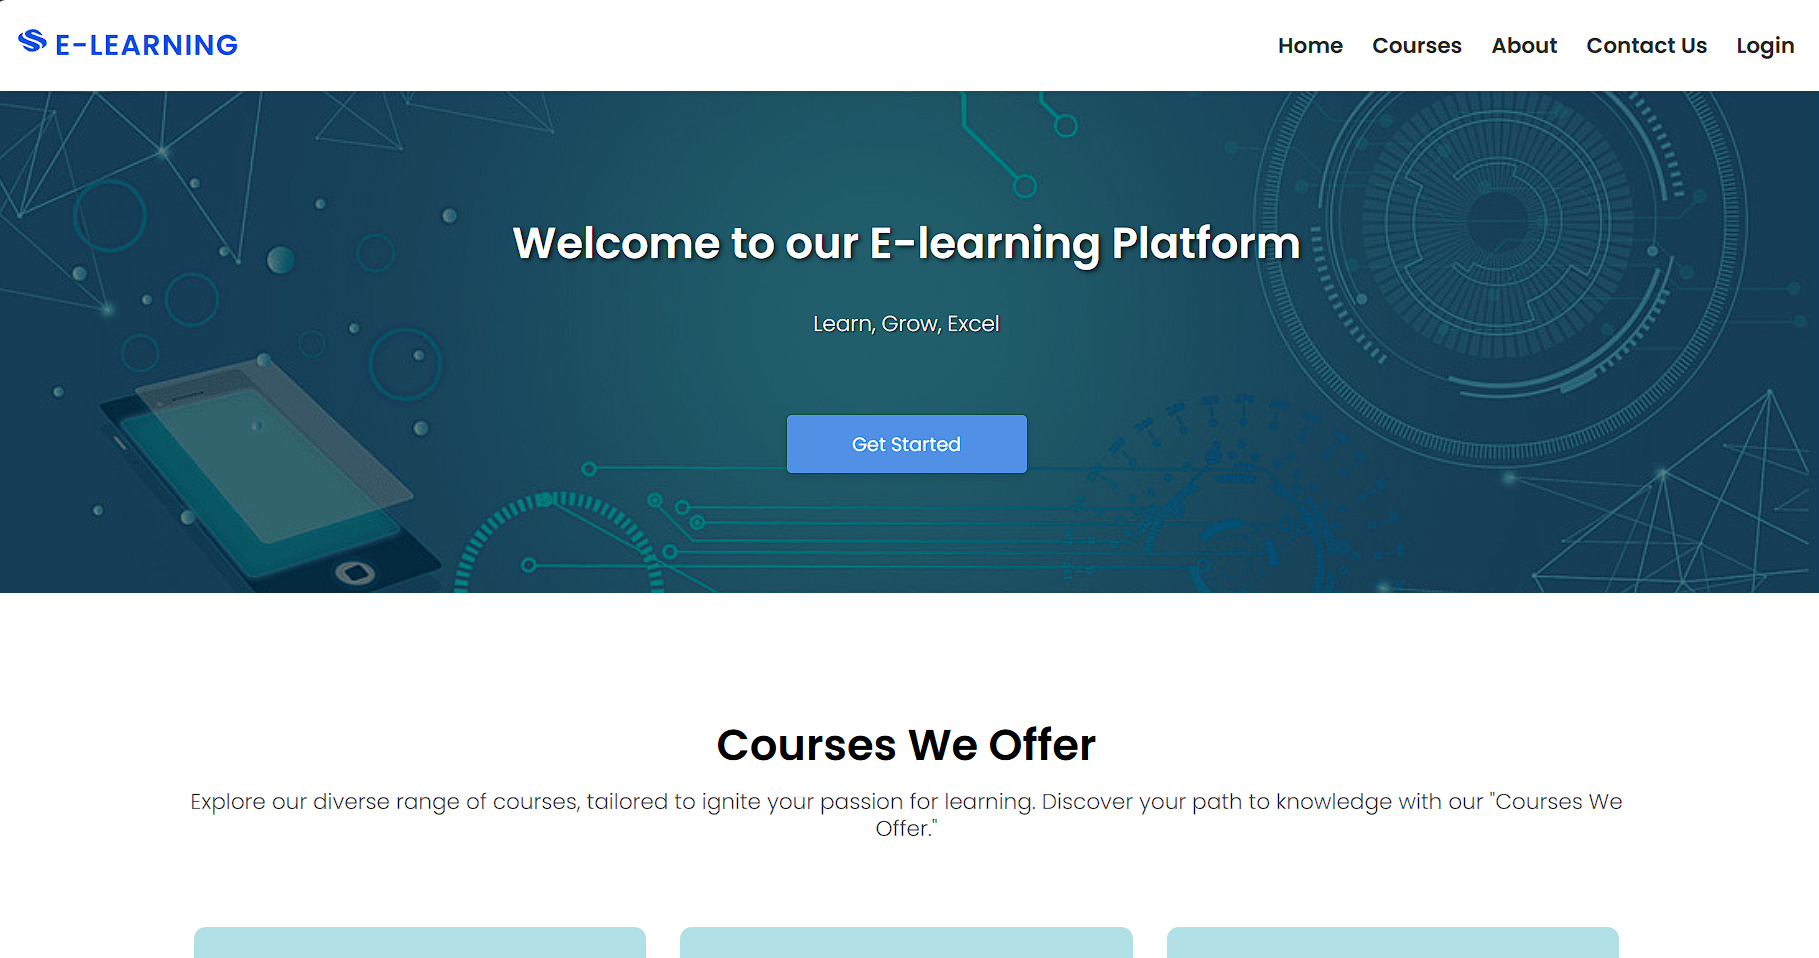 E-LEARNING
Home Courses About Contact Us Login
Welcome to our E-learning Platform
Learn, Grow, Excel
Get Started
Courses We Offer
Explore our diverse range of courses, tailored to ignite your passion for learning. Discover your path to knowledge with our "Courses We
Offer."